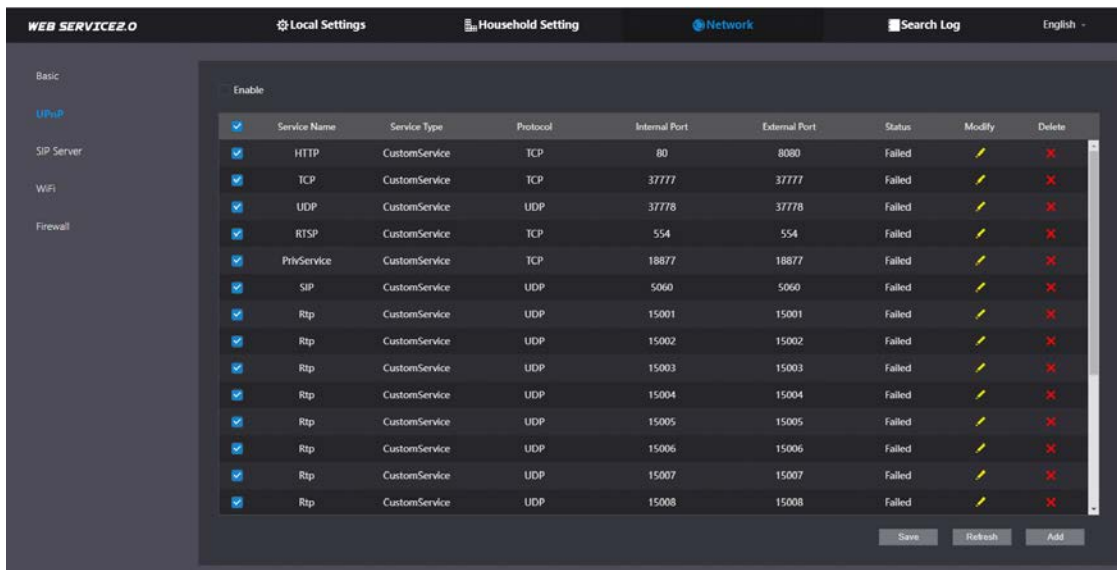 WEB SERVICE2.0 Local Settings Household Setting Network Search Log English
Basic
UPnP
SIP Server
WiFi
Firewall
Enable
Service Name Service Type Protocol Internal Port External Port Status Modify Delete
HTTP CustomService TCP 80 8080 Failed
TCP CustomService TCP 37777 37777 Failed
UDP CustomService UDP 37778 37778 Failed
RTSP CustomService TCP 554 554 Failed
PrivService CustomService TCP 18877 18877 Failed
SIP CustomService UDP 5060 5060 Failed
Rtp CustomService UDP 15001 15001 Failed
Rtp CustomService UDP 15002 15002 Failed
Rtp CustomService UDP 15003 15003 Failed
Rtp CustomService UDP 15004 15004 Failed
Rtp CustomService UDP 15005 15005 Failed
Rtp CustomService UDP 15006 15006 Failed
Rtp CustomService UDP 15007 15007 Failed
Rtp CustomService UDP 15008 15008 Failed
Save Refresh Add